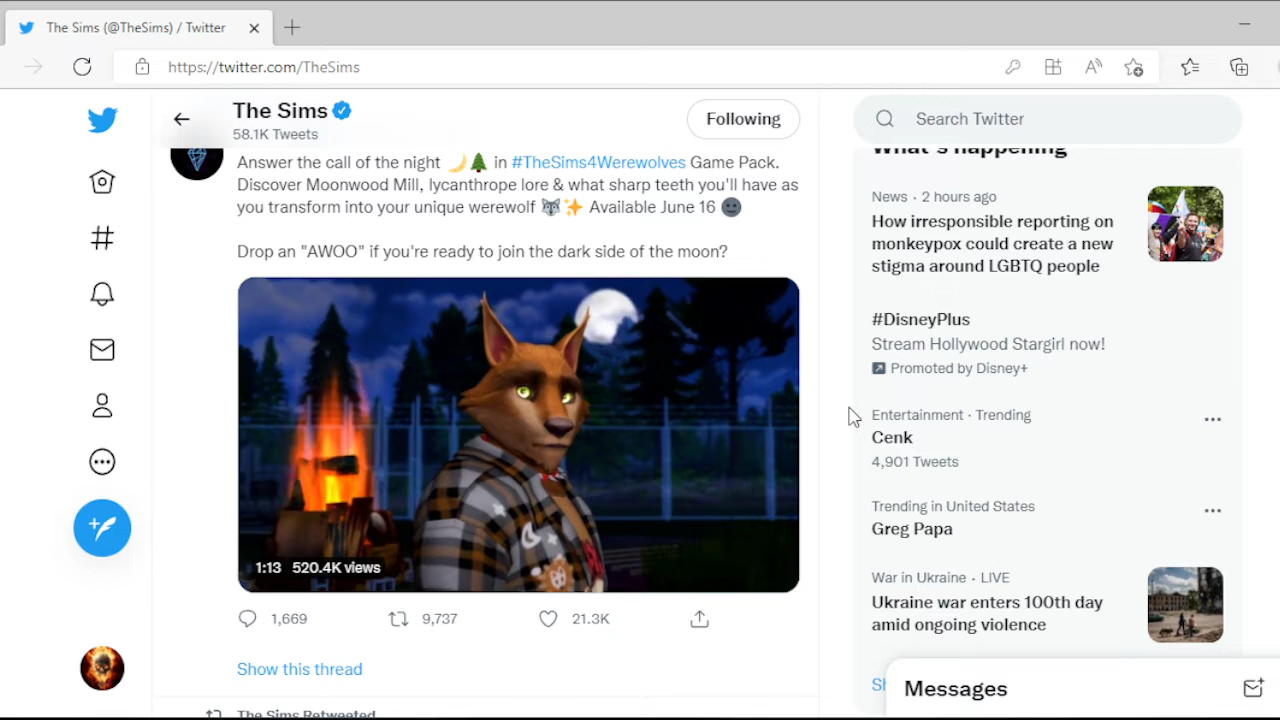 The Sims (@TheSims) / Twitter
https://twitter.com/TheSims
The Sims
58.1K Tweets
Following
Answer the call of the night 🌙🌲 in #TheSims4Werewolves Game Pack.
Discover Moonwood Mill, lycanthrope lore & what sharp teeth you'll have as
you transform into your unique werewolf 🐺✨ Available June 16 🌚
Drop an "AWOO" if you're ready to join the dark side of the moon?
1:13 520.4K views
1,669 9,737 21.3K
Show this thread
The Sims Retweeted
Search Twitter
What's happening
News · 2 hours ago
How irresponsible reporting on
monkeypox could create a new
stigma around LGBTQ people
#DisneyPlus
Stream Hollywood Stargirl now!
Promoted by Disney+
Entertainment · Trending
Cenk
4,901 Tweets
Trending in United States
Greg Papa
War in Ukraine · LIVE
Ukraine war enters 100th day
amid ongoing violence
Messages